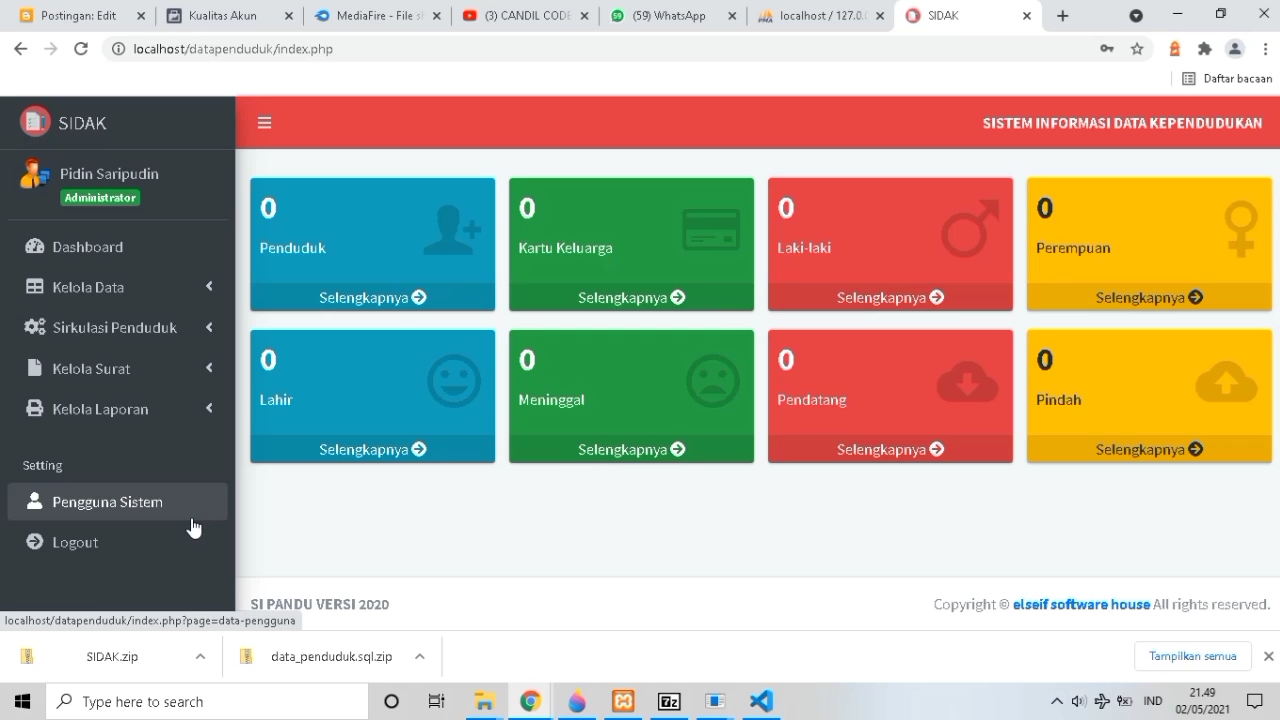 Postingan: Edit
Kualitas Akun
MediaFire - File s
(3) CANDIL CODE
(59) WhatsApp
localhost / 127.0.
SIDAK
localhost/datapenduduk/index.php
Daftar bacaan
SIDAK
SISTEM INFORMASI DATA KEPENDUDUKAN
Pidin Saripudin
Administrator
Dashboard
Kelola Data
Sirkulasi Penduduk
Kelola Surat
Kelola Laporan
Setting
Pengguna Sistem
Logout
0
Penduduk
Selengkapnya
0
Kartu Keluarga
Selengkapnya
0
Laki-laki
Selengkapnya
0
Perempuan
Selengkapnya
0
Lahir
Selengkapnya
0
Meninggal
Selengkapnya
0
Pendatang
Selengkapnya
0
Pindah
Selengkapnya
SI PANDU VERSI 2020
Copyright © elseif software house All rights reserved.
localhost/datapenduduk/index.php?page=data-pengguna
SIDAK.zip
data_penduduk.sql.zip
Tampilkan semua
Type here to search
7z
IND
21.49
02/05/2021